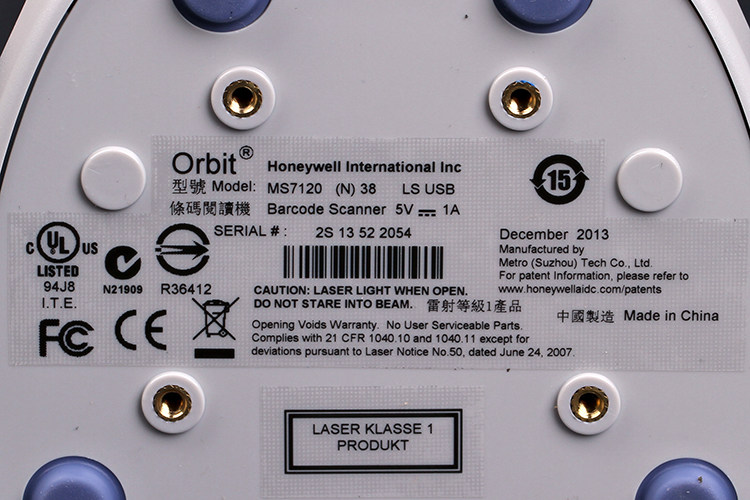 Orbit® Honeywell International Inc
型號 Model: MS7120 (N) 38 LS USB
條碼閱讀機 Barcode Scanner 5V ⎓ 1A
15
SERIAL # : 2S 13 52 2054
C UL US
LISTED
94J8
I.T.E.
N21909
R36412
December 2013
Manufactured by
Metro (Suzhou) Tech Co., Ltd.
For patent Information, please refer to
www.honeywellaidc.com/patents
CAUTION: LASER LIGHT WHEN OPEN.
DO NOT STARE INTO BEAM. 雷射等級1產品
中國製造 Made in China
FC CE
Opening Voids Warranty. No User Serviceable Parts.
Complies with 21 CFR 1040.10 and 1040.11 except for
deviations pursuant to Laser Notice No.50, dated June 24, 2007.
LASER KLASSE 1
PRODUKT